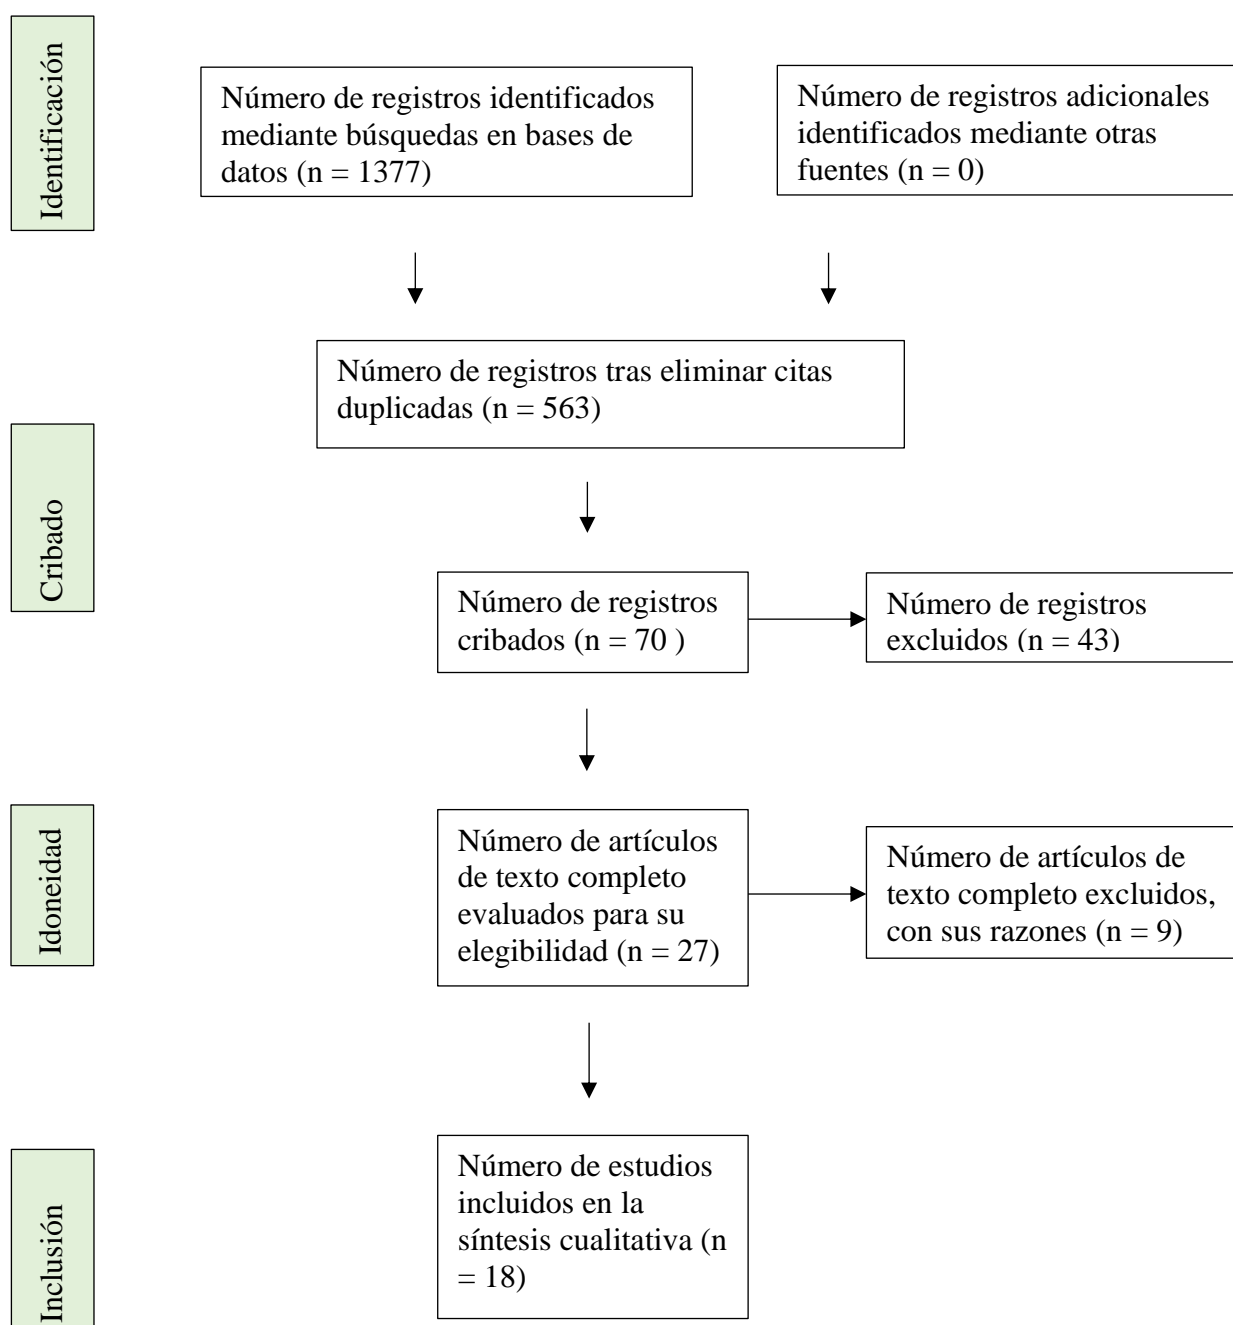 Identificación
Número de registros identificados
mediante búsquedas en bases de
datos (n = 1377)
Número de registros adicionales
identificados mediante otras
fuentes (n = 0)
Número de registros tras eliminar citas
duplicadas (n = 563)
Cribado
Número de registros
cribados (n = 70 )
Número de registros
excluidos (n = 43)
Idoneidad
Número de artículos
de texto completo
evaluados para su
elegibilidad (n = 27)
Número de artículos de
texto completo excluidos,
con sus razones (n = 9)
Inclusión
Número de estudios
incluidos en la
síntesis cualitativa (n
= 18)